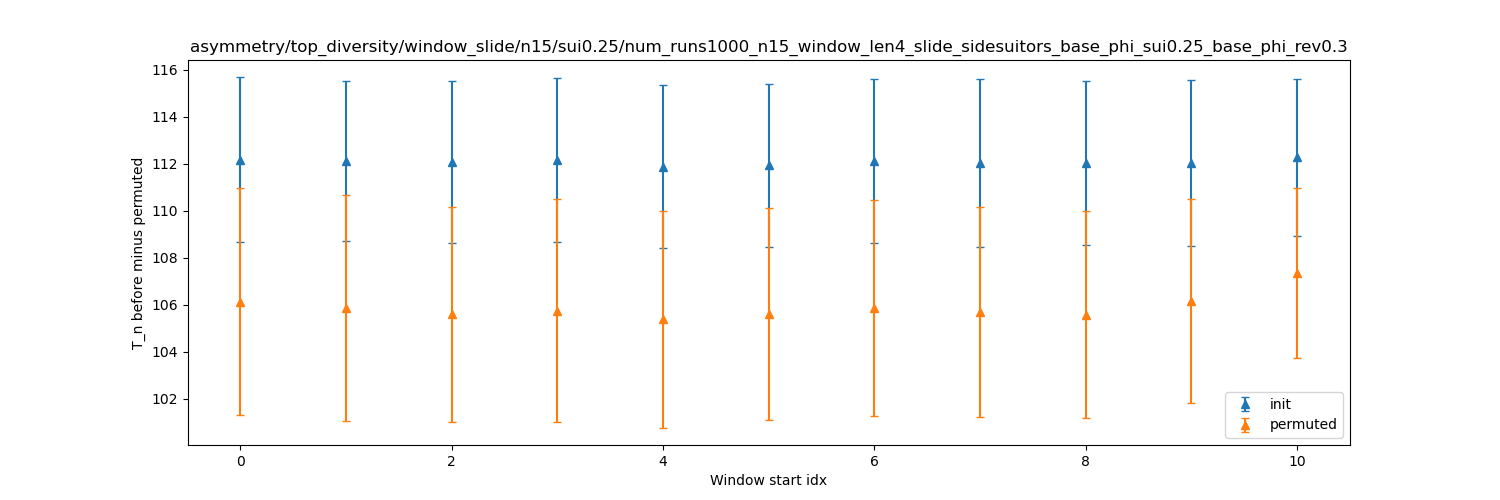 asymmetry/top_diversity/window_slide/n15/sui0.25/num_runs1000_n15_window_len4_slide_sidesuitors_base_phi_sui0.25_base_phi_rev0.3
T_n before minus permuted
116
114
112
110
108
106
104
102
init
permuted
0
2
4
6
8
10
Window start idx